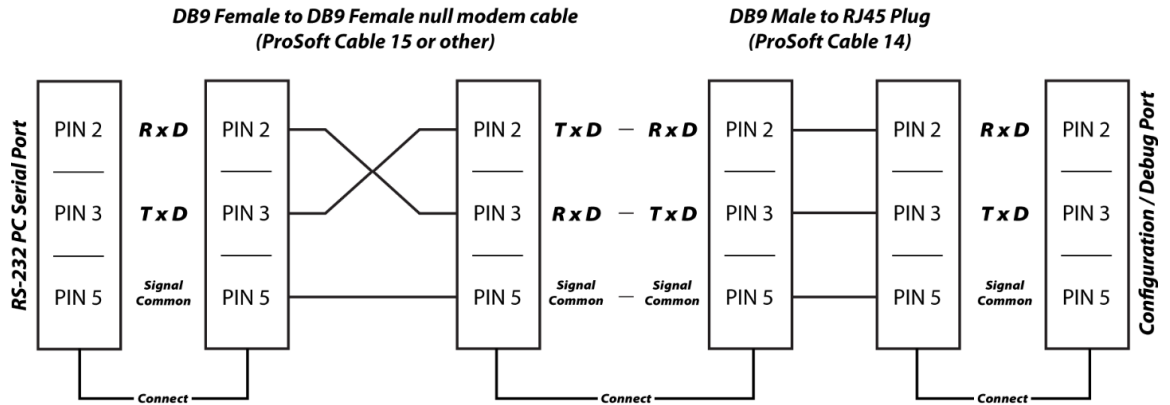 DB9 Female to DB9 Female null modem cable
(ProSoft Cable 15 or other)
DB9 Male to RJ45 Plug
(ProSoft Cable 14)
RS-232 PC Serial Port
PIN 2 RxD PIN 2 PIN 2 TxD — RxD PIN 2 PIN 2 RxD PIN 2
PIN 3 TxD PIN 3 PIN 3 RxD — TxD PIN 3 PIN 3 TxD PIN 3
PIN 5 Signal Common PIN 5 PIN 5 Signal Common — Signal Common PIN 5 PIN 5 Signal Common PIN 5
Configuration / Debug Port
Connect
Connect
Connect